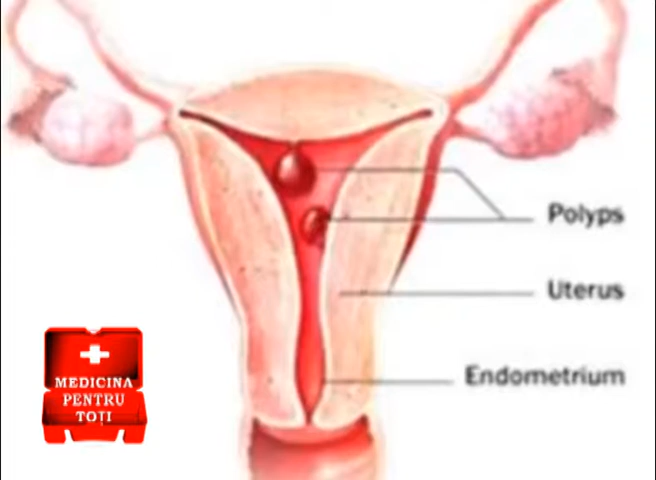 Polyps
Uterus
Endometrium
MEDICINA
PENTRU
TOȚI